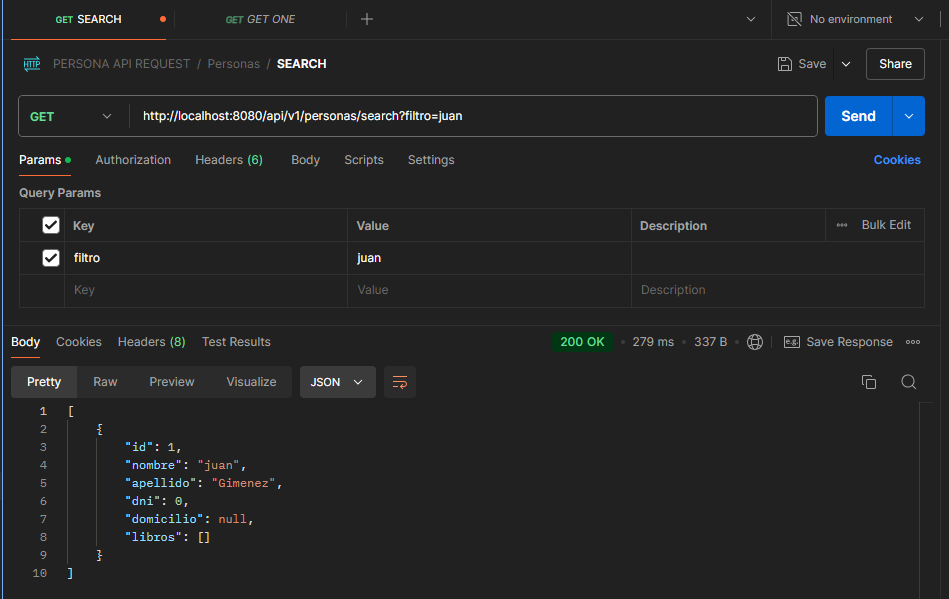 GET SEARCH GET GET ONE No environment
HTTP PERSONA API REQUEST / Personas / SEARCH Save Share
GET http://localhost:8080/api/v1/personas/search?filtro=juan Send
Params Authorization Headers (6) Body Scripts Settings Cookies
Query Params
Key Value Description Bulk Edit
filtro juan
Key Value Description
Body Cookies Headers (8) Test Results 200 OK 279 ms 337 B e.g. Save Response
Pretty Raw Preview Visualize JSON
1 [
2 {
3 "id": 1,
4 "nombre": "juan",
5 "apellido": "Gimenez",
6 "dni": 0,
7 "domicilio": null,
8 "libros": []
9 }
10 ]